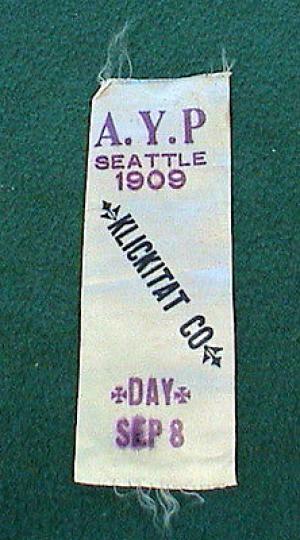 A.Y.P
SEATTLE
1909
KLICKITAT CO
DAY
SEP 8